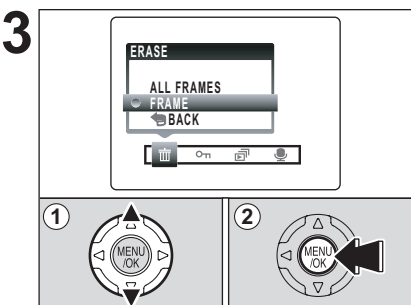 3
ERASE
ALL FRAMES
FRAME
BACK
1
2
MENU
/OK
MENU
/OK